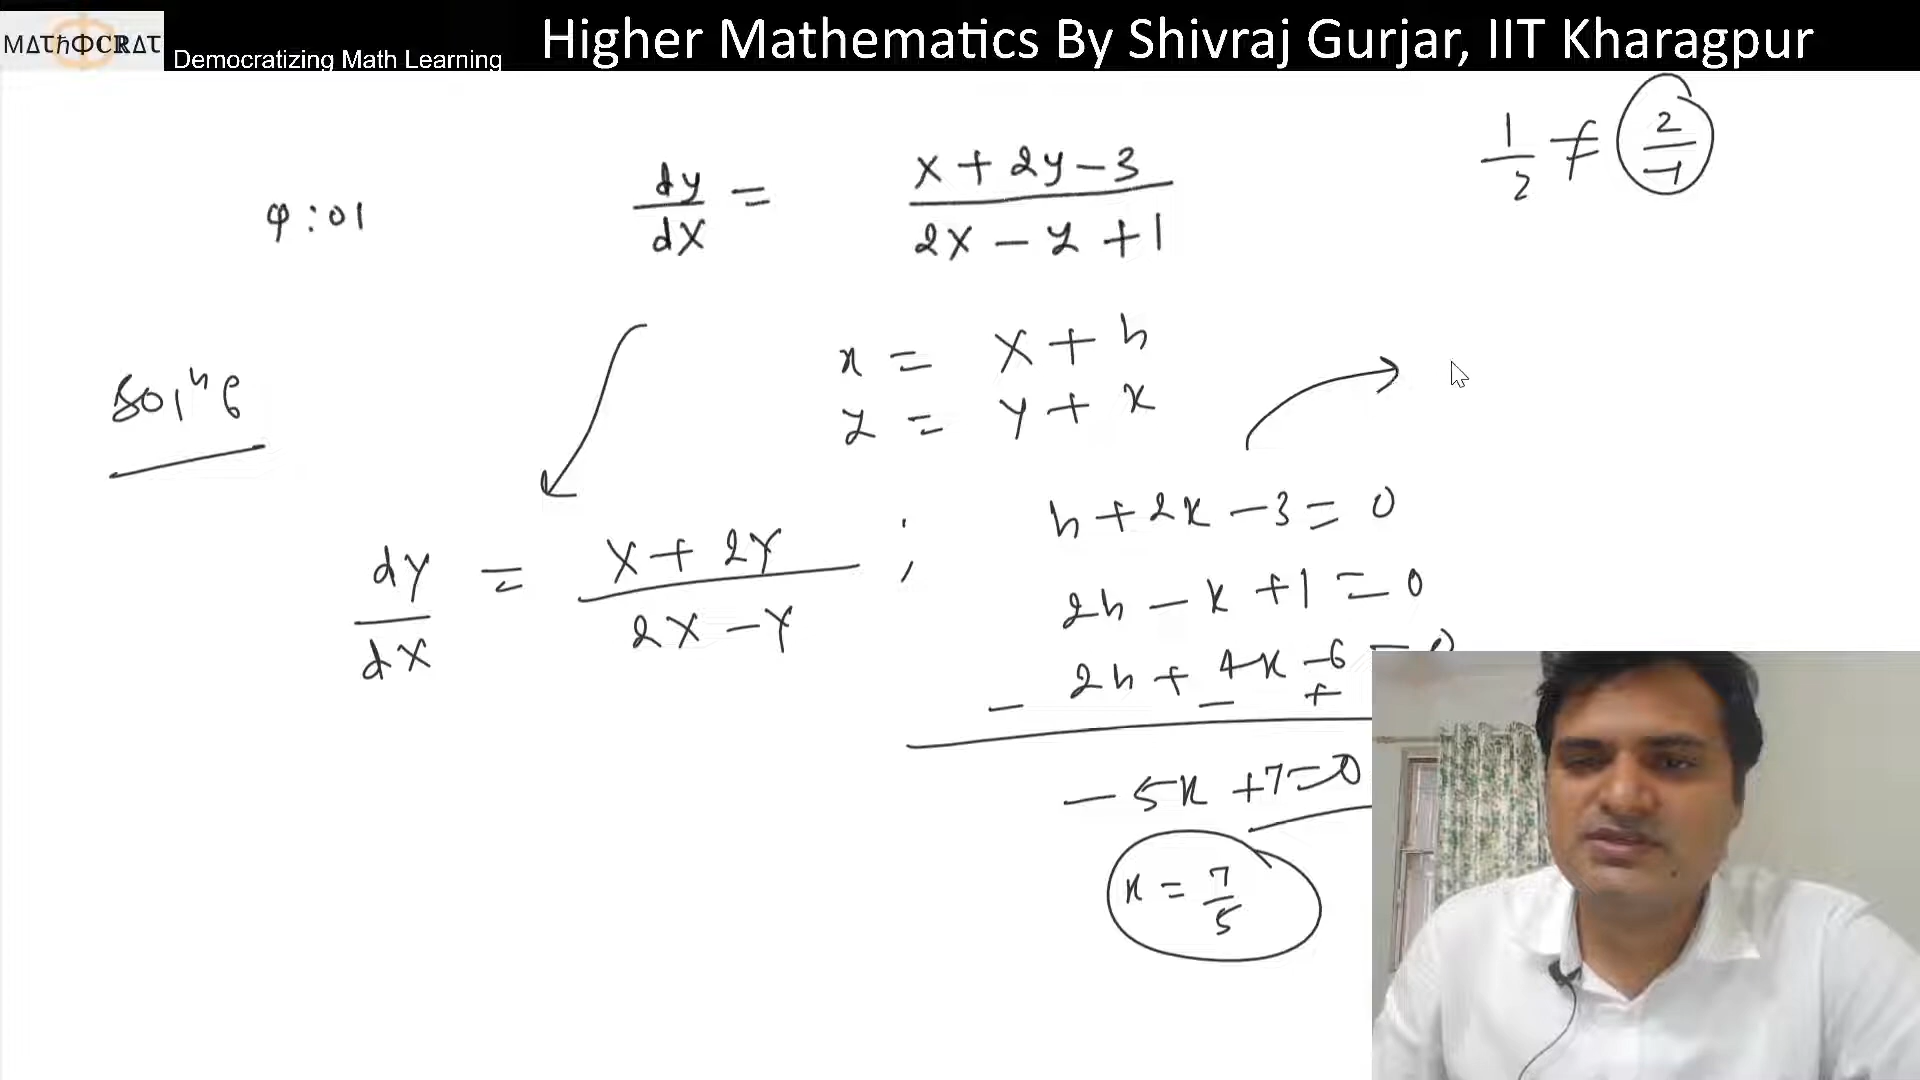 MΔTħΦCRΔT
Democratizing Math Learning
Higher Mathematics By Shivraj Gurjar, IIT Kharagpur
1/2 ≠ 2/-1
Q:01
dy/dx = (x + 2y - 3)/(2x - y + 1)
x = X + h
y = Y + k
Solⁿ:
h + 2k - 3 = 0
dY/dX = (X + 2Y)/(2X - Y) ;
2h - k + 1 = 0
2h + 4k - 6 = 0
- - +
- 5k + 7 = 0
k = 7/5